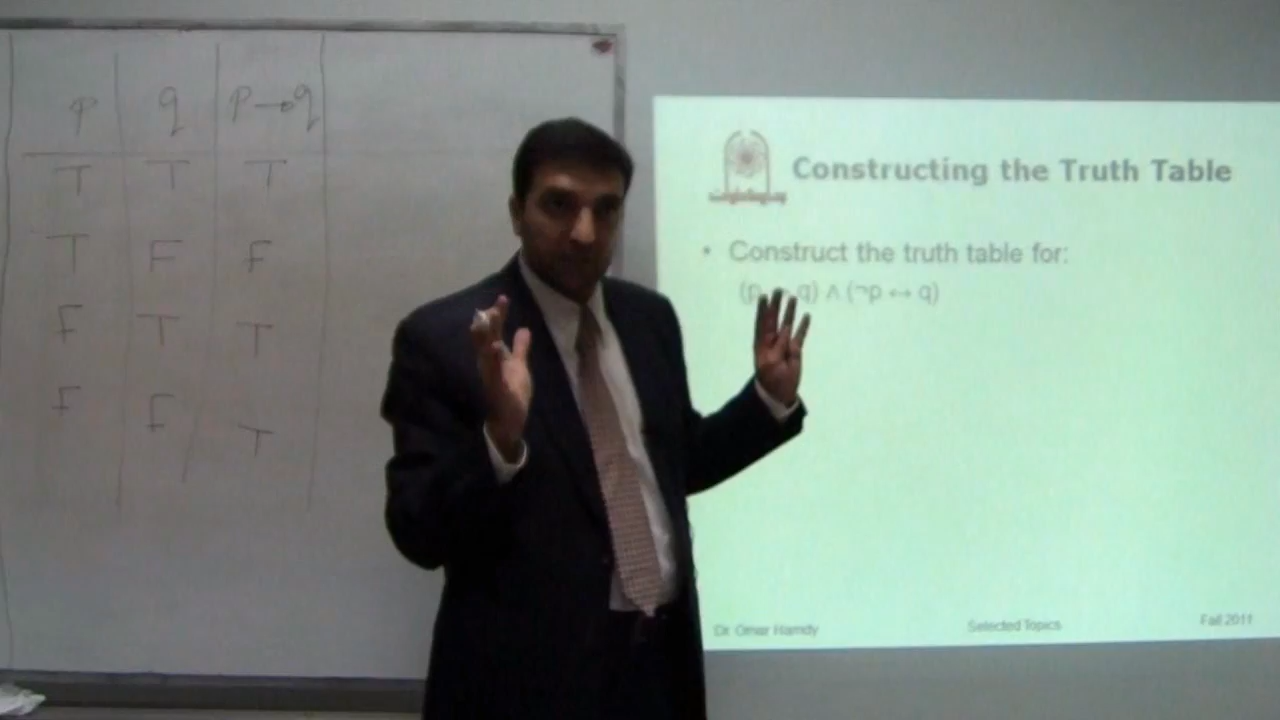 p q p→q
T T T
T F F
F T T
F F T
Constructing the Truth Table
• Construct the truth table for:
(p q) ∧ (¬p ↔ q)
Dr. Omar Hamdy Selected Topics Fall 2011